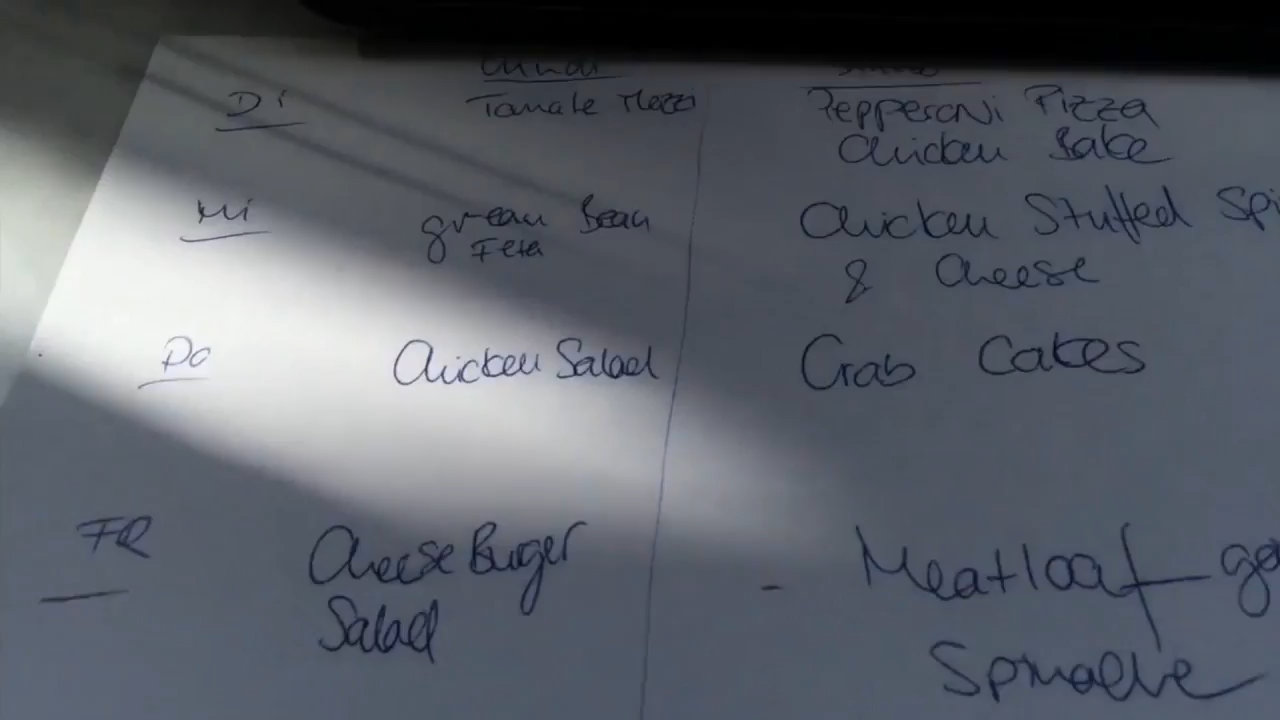 Di Tomate Mozzi Pepperoni Pizza
Chicken Bake
Mi green Bean Chicken Stuffed
Feta & Cheese
Do Chicken Salad Crab Cakes
FR Cheese Burger - Meatloaf
Salad